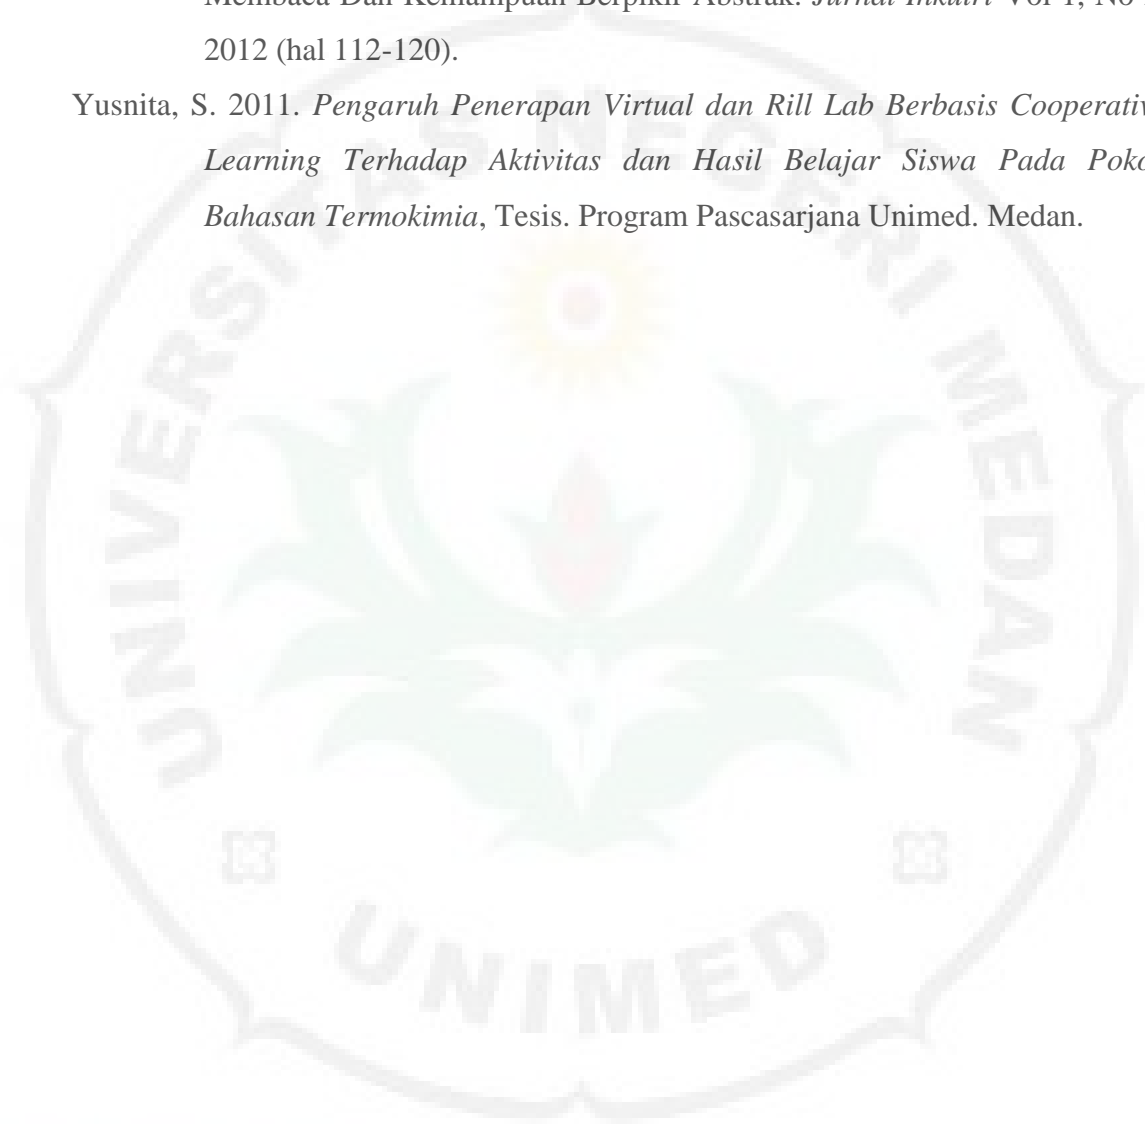 Membaca Dan Kemampuan Berpikir Abstrak. Jurnal Inkuiri Vol 1, No
2012 (hal 112-120).
Yusnita, S. 2011. Pengaruh Penerapan Virtual dan Rill Lab Berbasis Cooperativ
Learning Terhadap Aktivitas dan Hasil Belajar Siswa Pada Poko
Bahasan Termokimia, Tesis. Program Pascasarjana Unimed. Medan.
UNIVERSITAS NEGERI MEDAN
UNIMED